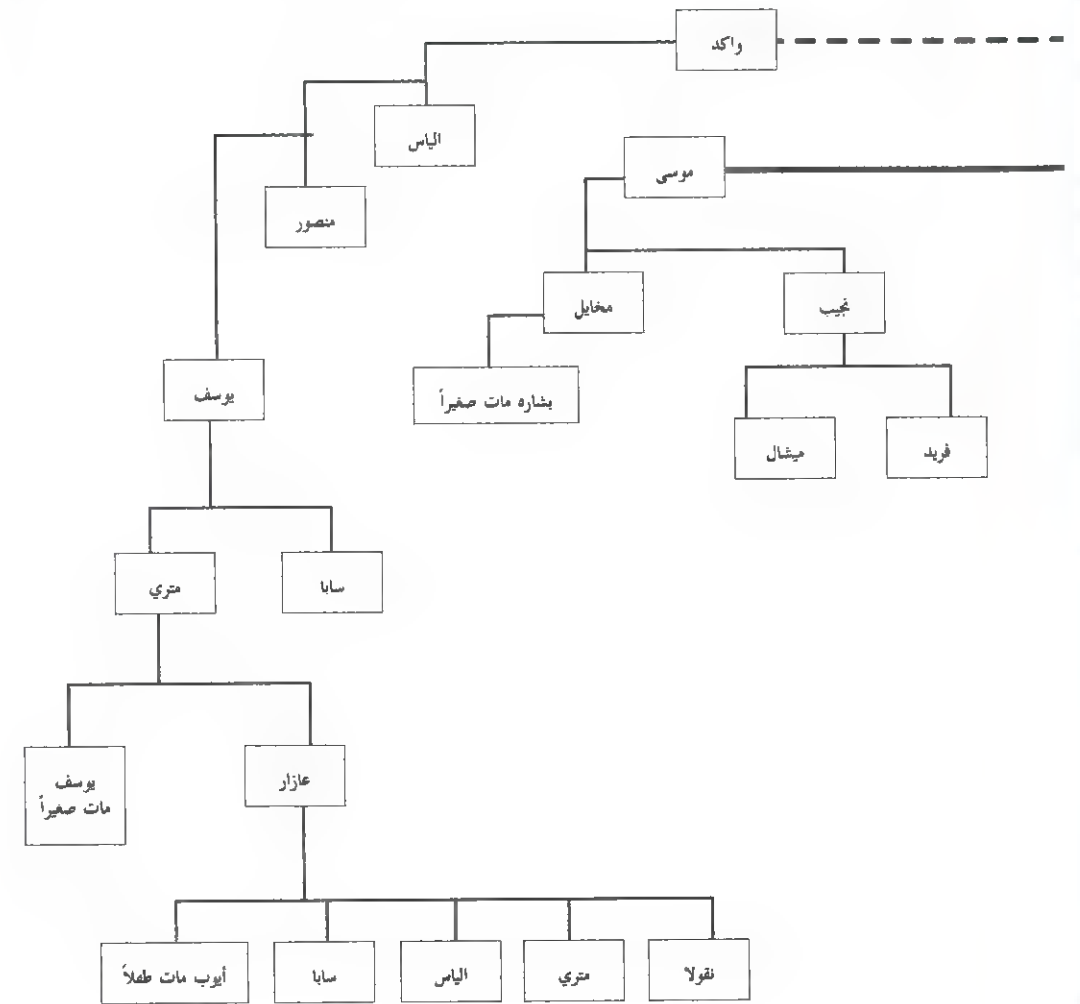 واكد
الياس
موسى
منصور
نجيب
مخايل
يوسف
بشاره مات صغيراً
فريد
ميشال
سابا
متري
عازار
يوسف
مات صغيراً
نقولا
متري
الياس
سابا
أيوب مات طفلاً